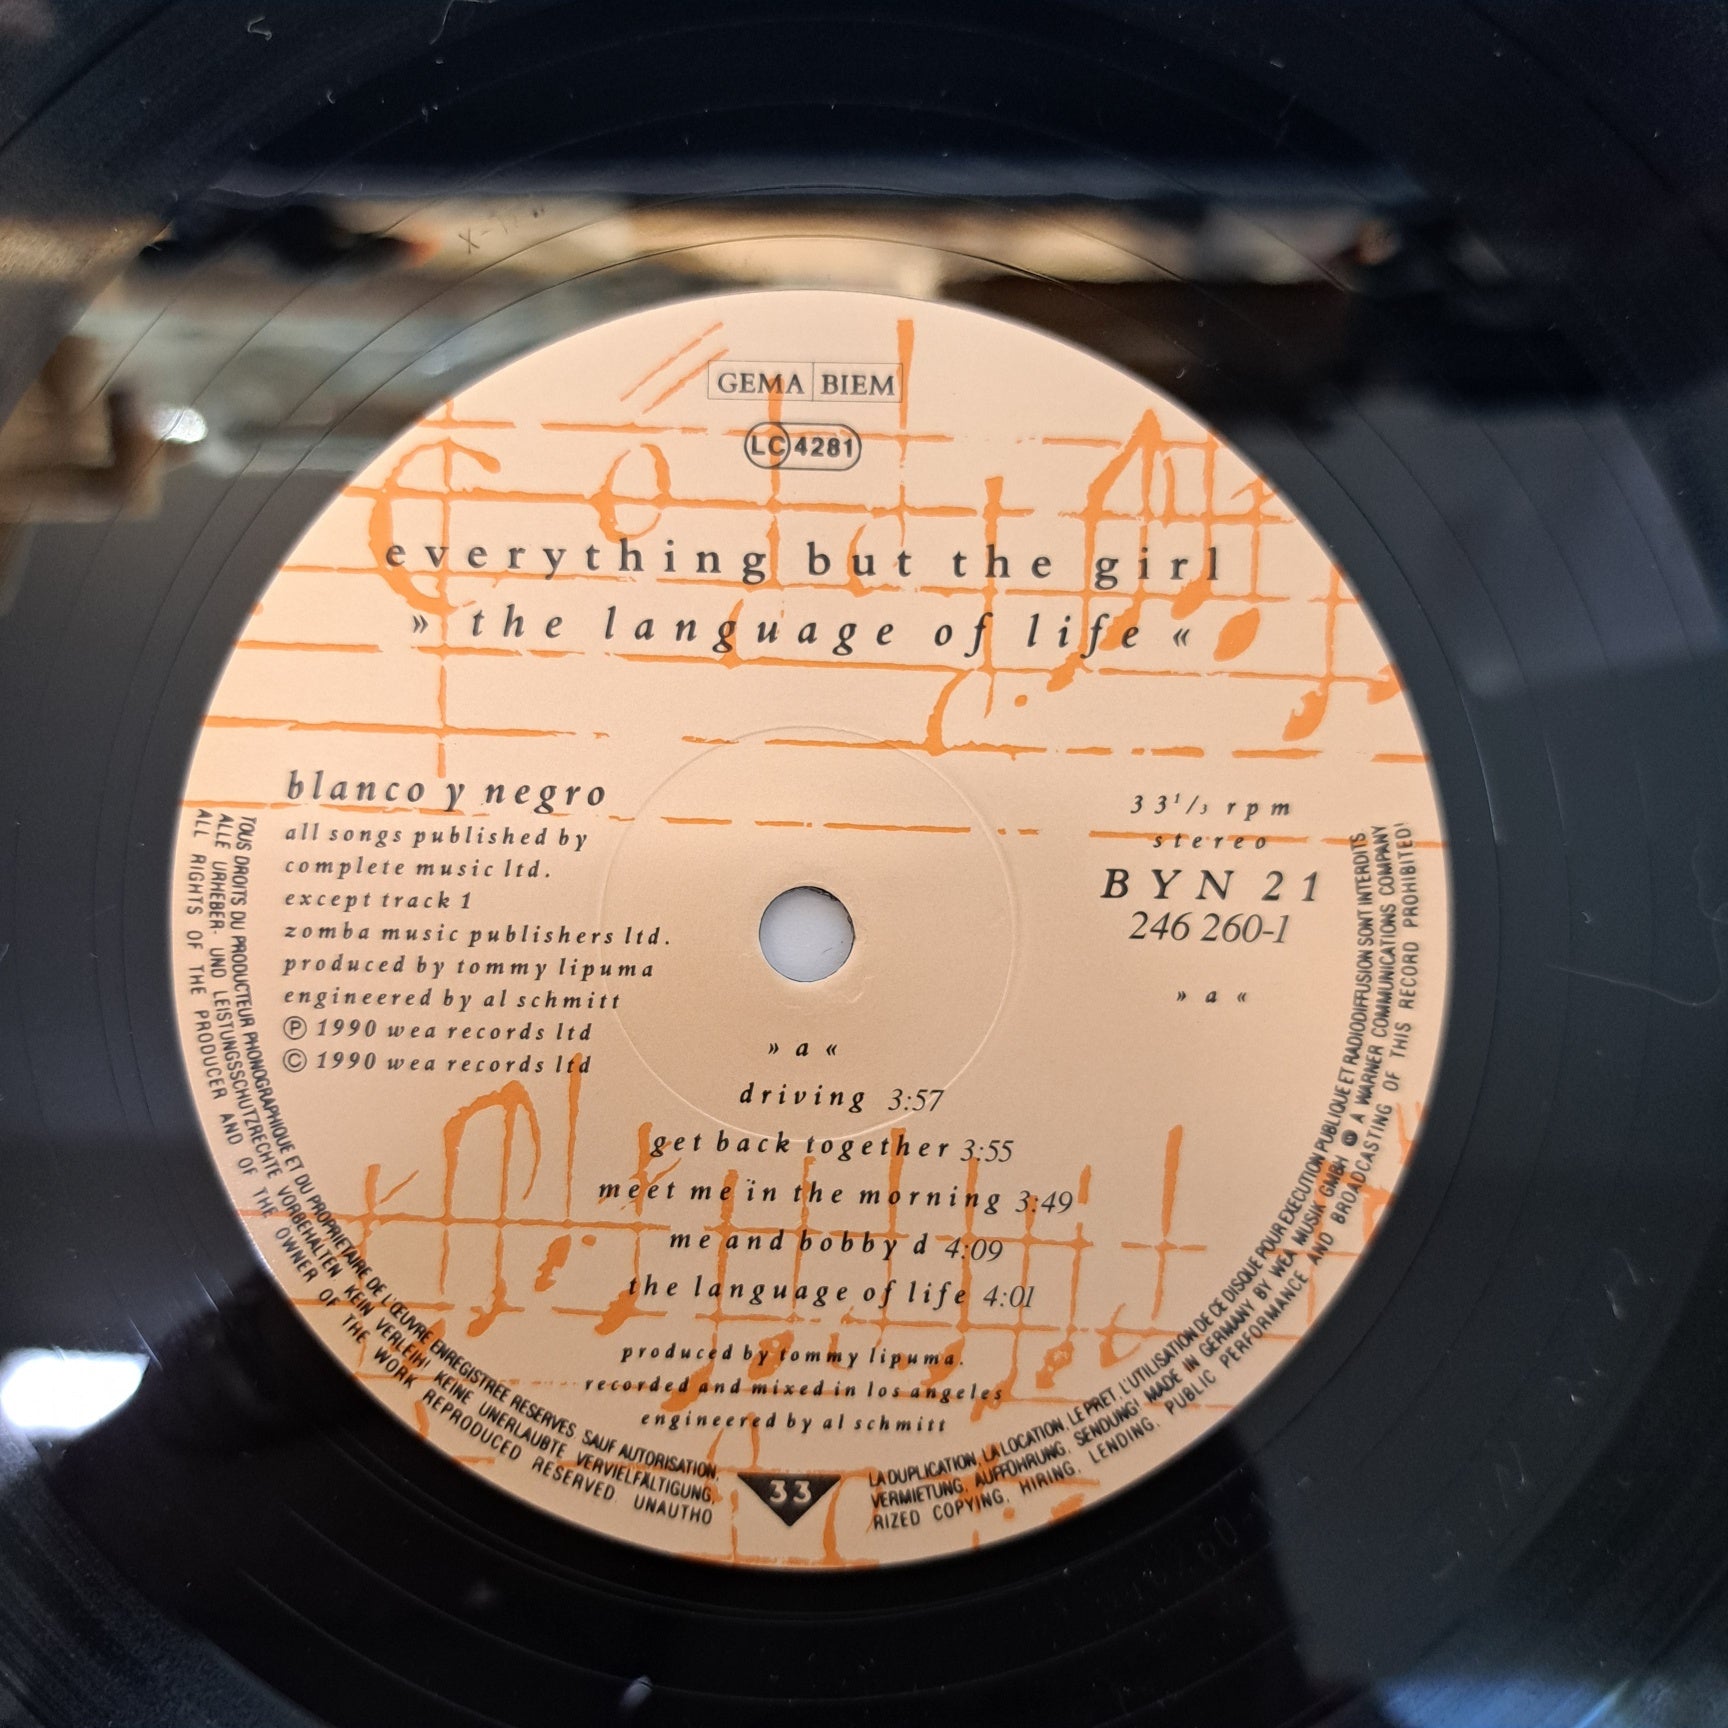 GEMA BIEM
LC 4281
everything but the girl
» the language of life «
blanco y negro
all songs published by
complete music ltd.
except track 1
zomba music publishers ltd.
produced by tommy lipuma
engineered by al schmitt
℗ 1990 wea records ltd
© 1990 wea records ltd
33 1/3 rpm
stereo
BYN 21
246 260-1
» a «
» a «
driving 3:57
get back together 3:55
meet me in the morning 3:49
me and bobby d 4:09
the language of life 4:01
produced by tommy lipuma.
recorded and mixed in los angeles
engineered by al schmitt
33
TOUS DROITS DU PRODUCTEUR PHONOGRAPHIQUE ET DU PROPRIETAIRE DE L'ŒUVRE ENREGISTREE RESERVES. SAUF AUTORISATION, LA DUPLICATION, LA LOCATION, LE PRET, L'UTILISATION DE CE DISQUE POUR EXECUTION PUBLIQUE ET RADIODIFFUSION SONT INTERDITS
ALLE URHEBER- UND LEISTUNGSSCHUTZRECHTE VORBEHALTEN KEIN VERLEIH! KEINE UNERLAUBTE VERVIELFÄLTIGUNG, VERMIETUNG, AUFFÜHRUNG, SENDUNG! MADE IN GERMANY BY WEA MUSIK GMBH A WARNER COMMUNICATIONS COMPANY
ALL RIGHTS OF THE PRODUCER AND OF THE OWNER OF THE WORK REPRODUCED RESERVED. UNAUTHORIZED COPYING, HIRING, LENDING, PUBLIC PERFORMANCE AND BROADCASTING OF THIS RECORD PROHIBITED!